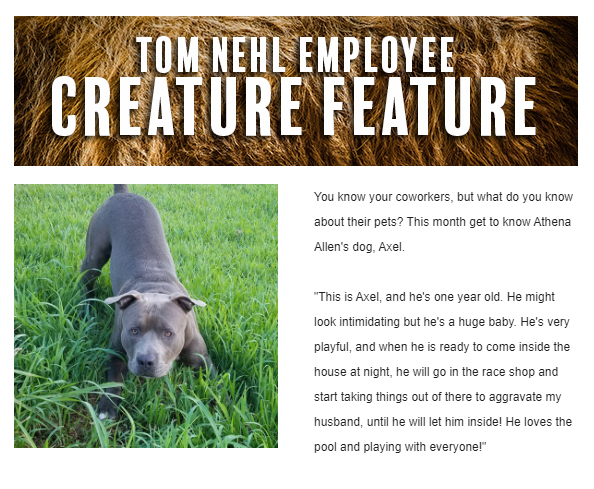 TOM NEHL EMPLOYEE
CREATURE FEATURE
You know your coworkers, but what do you know
about their pets? This month get to know Athena
Allen's dog, Axel.
"This is Axel, and he's one year old. He might
look intimidating but he's a huge baby. He's very
playful, and when he is ready to come inside the
house at night, he will go in the race shop and
start taking things out of there to aggravate my
husband, until he will let him inside! He loves the
pool and playing with everyone!"